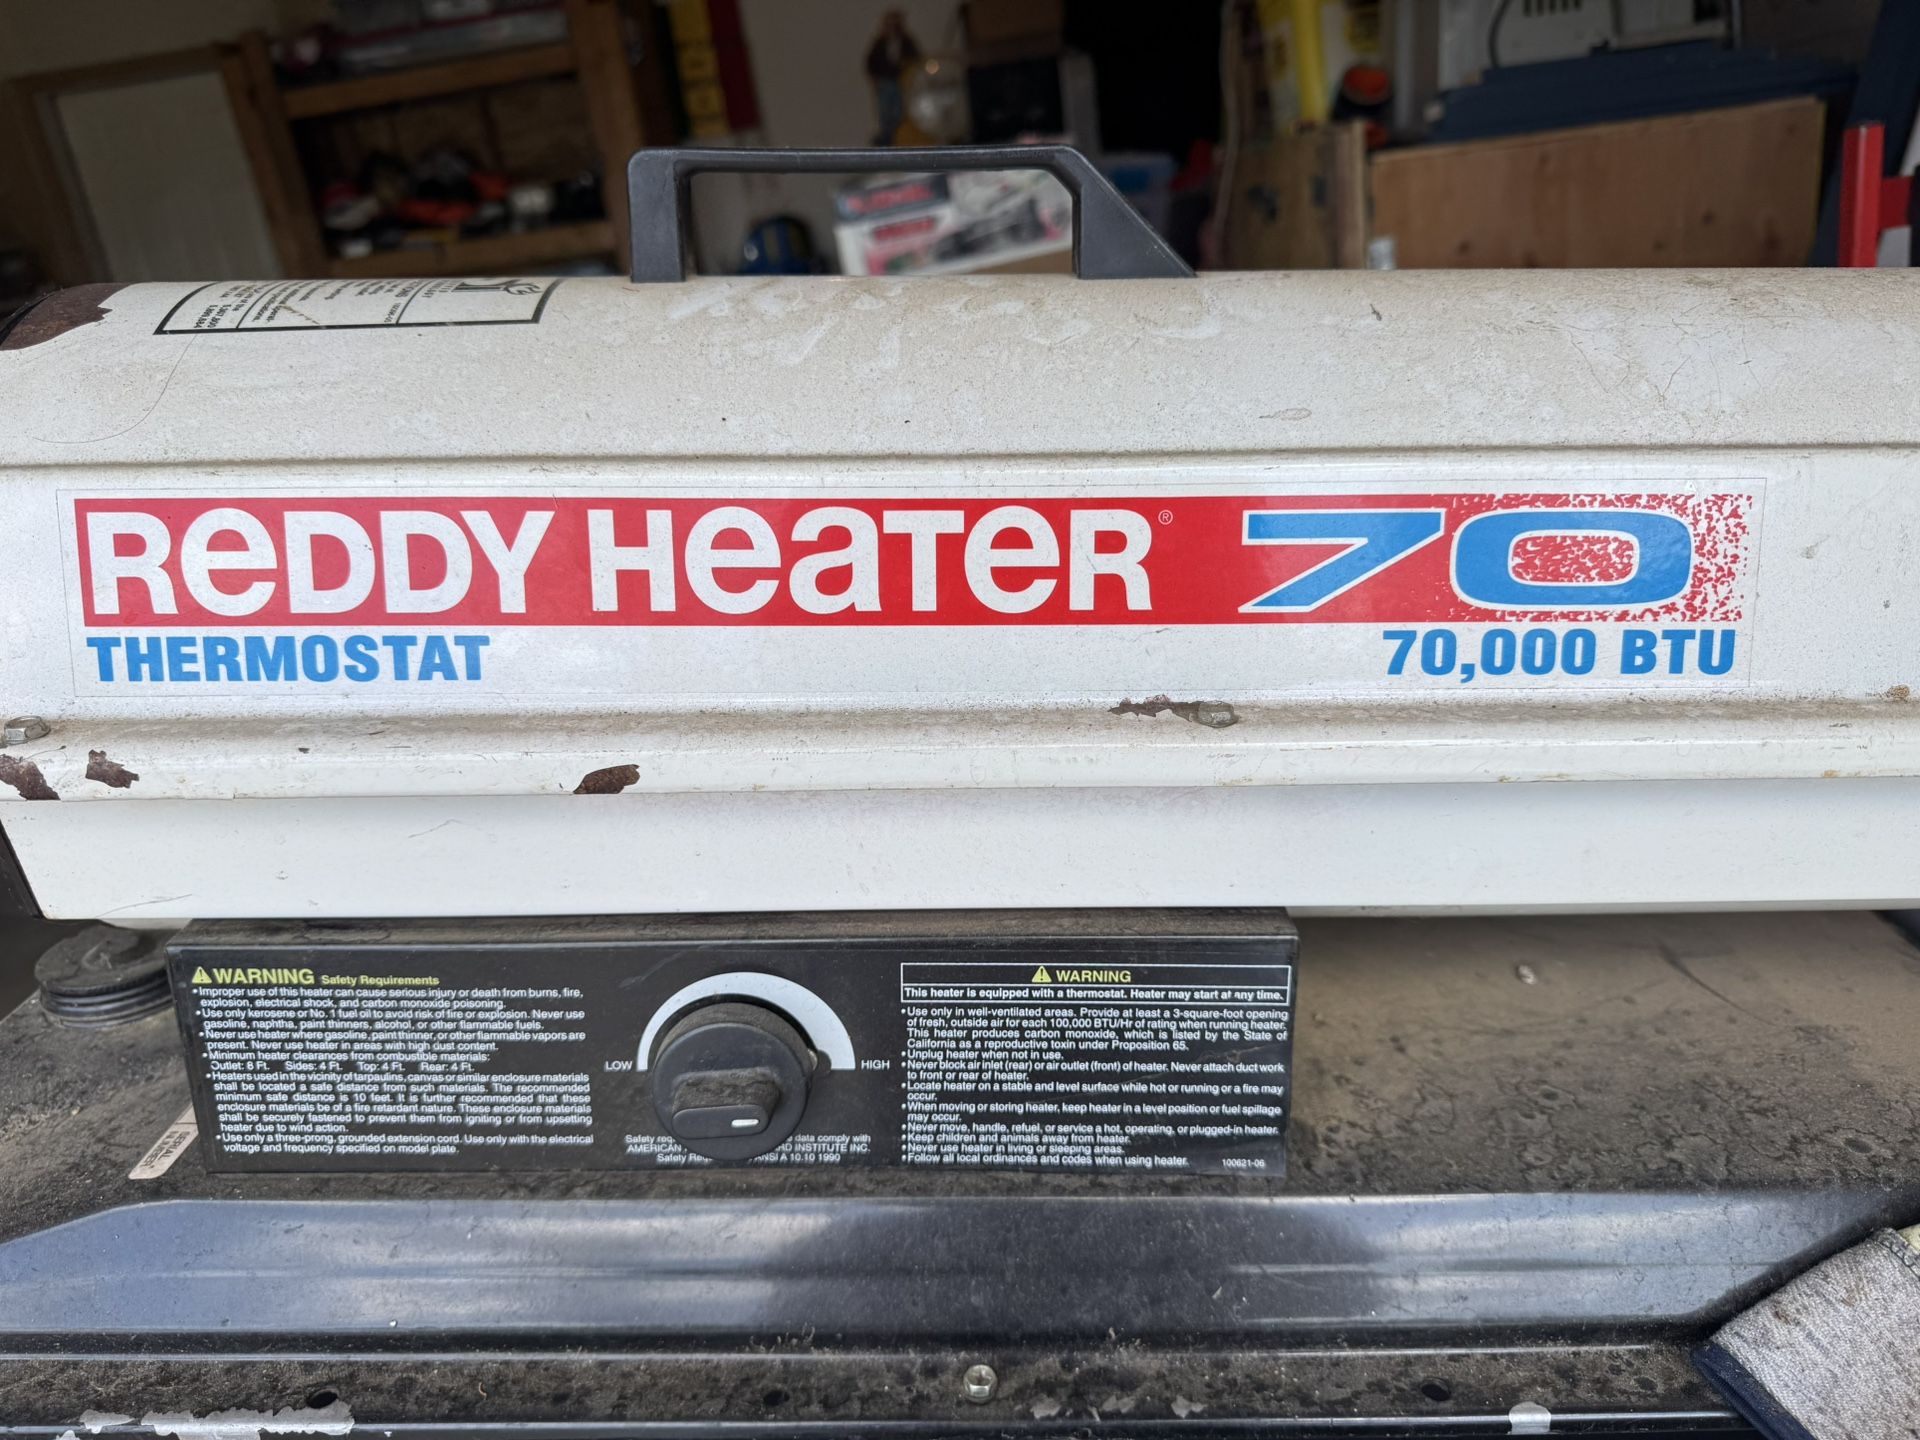 REDDY HEATER® 70
THERMOSTAT 70,000 BTU
WARNING Safety Requirements
• Improper use of this heater can cause serious injury or death from burns, fire,
explosion, electrical shock, and carbon monoxide poisoning.
• Use only kerosene or No. 1 fuel oil to avoid risk of fire or explosion. Never use
gasoline, naphtha, paint thinners, alcohol, or other flammable fuels.
• Never use heater where gasoline, paint thinner, or other flammable vapors are
present. Never use heater in areas with high dust content.
• Minimum heater clearances from combustible materials:
Outlet: 8 Ft. Sides: 4 Ft. Top: 4 Ft. Rear: 4 Ft.
• Heaters used in the vicinity of tarpaulins, canvas or similar enclosure materials
shall be located a safe distance from such materials. The recommended
minimum safe distance is 10 feet. It is further recommended that these
enclosure materials be of a fire retardant nature. These enclosure materials
shall be securely fastened to prevent them from igniting or from upsetting
heater due to wind action.
• Use only a three-prong, grounded extension cord. Use only with the electrical
voltage and frequency specified on model plate.
LOW HIGH
Safety data comply with
AMERICAN INSTITUTE INC.
Safety ANSI A 10.10 1990
WARNING
This heater is equipped with a thermostat. Heater may start at any time.
• Use only in well-ventilated areas. Provide at least a 3-square-foot opening
of fresh, outside air for each 100,000 BTU/Hr of rating when running heater.
This heater produces carbon monoxide, which is listed by the State of
California as a reproductive toxin under Proposition 65.
• Unplug heater when not in use.
• Never block air inlet (rear) or air outlet (front) of heater. Never attach duct work
to front or rear of heater.
• Locate heater on a stable and level surface while hot or running or a fire may
occur.
• When moving or storing heater, keep heater in a level position or fuel spillage
may occur.
• Never move, handle, refuel, or service a hot, operating, or plugged-in heater.
• Keep children and animals away from heater.
• Never use heater in living or sleeping areas.
• Follow all local ordinances and codes when using heater. 100621-06